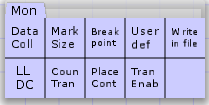 Mon
Data Mark Break User Write
Coll Size point def in file
LL Coun Place Tran
DC Tran Cont Enab